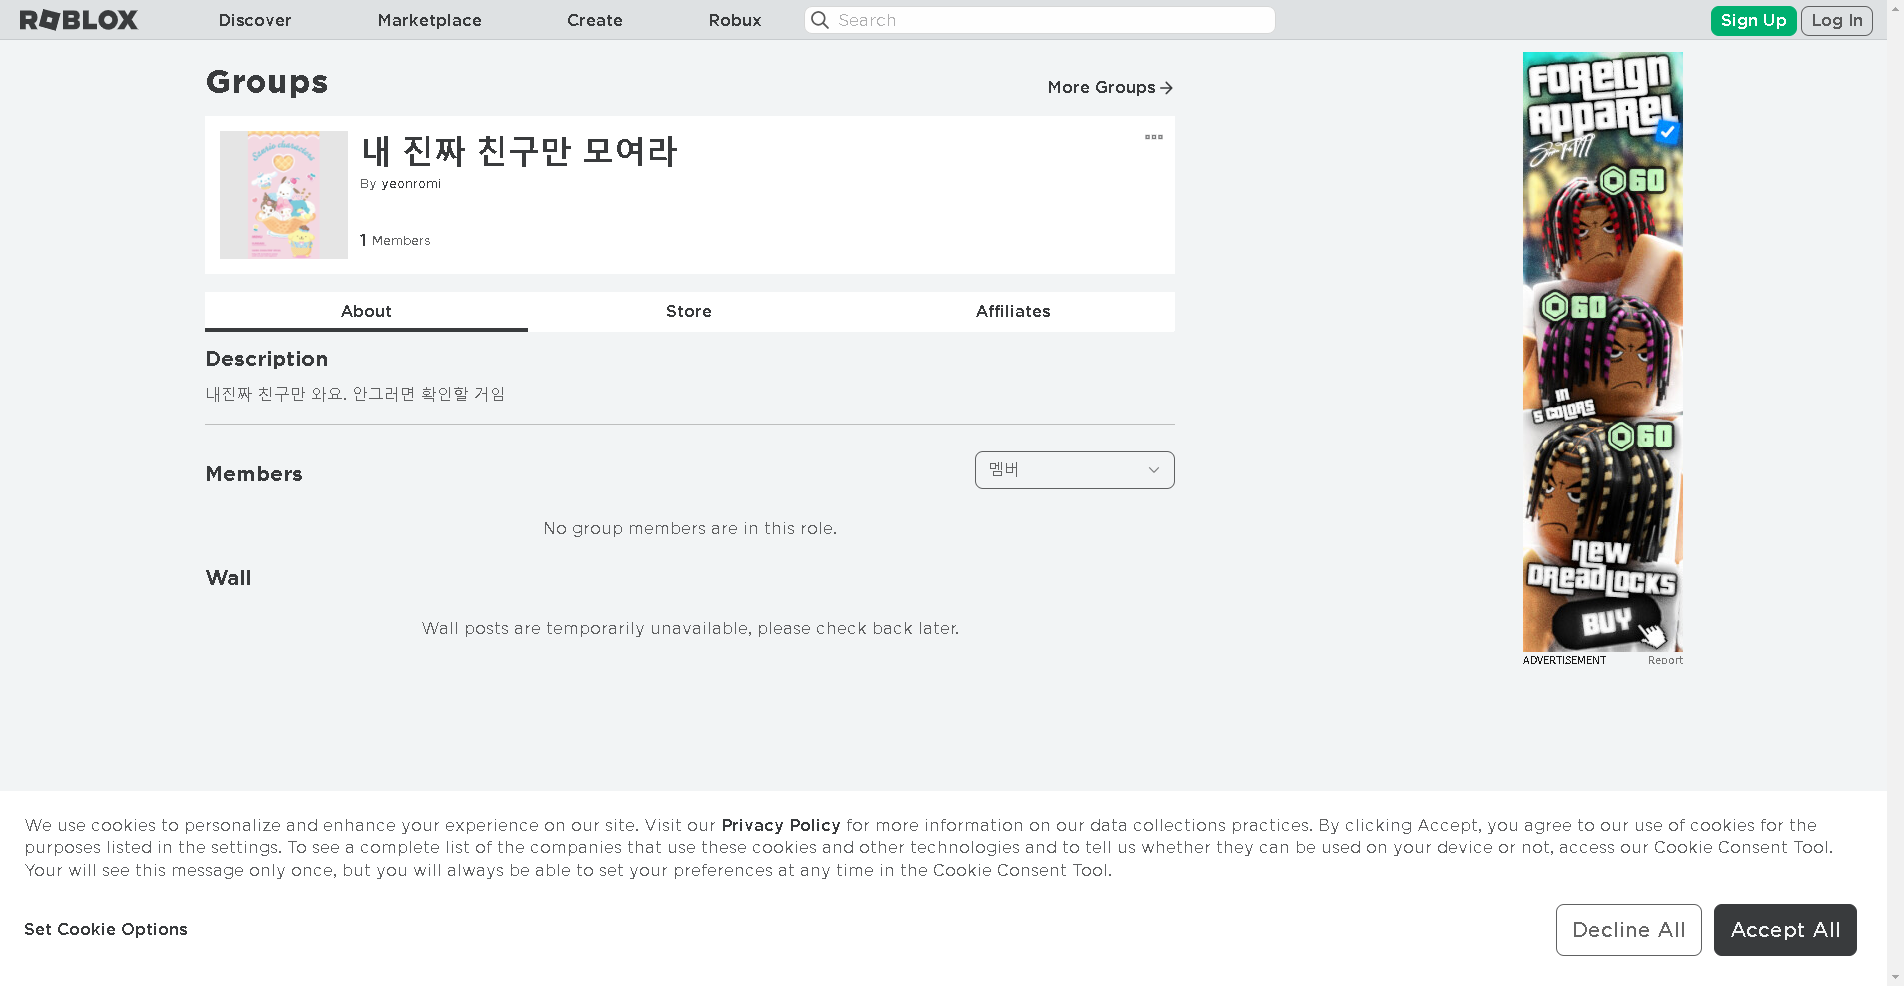 ROBLOX
Discover
Marketplace
Create
Robux
Search
Sign Up
Log In
Groups
More Groups
내 진짜 친구만 모여라
By yeonromi
1 Members
Sanrio characters
About
Store
Affiliates
Description
내진짜 친구만 와요. 안그러면 확인할 거임
Members
멤버
No group members are in this role.
Wall
Wall posts are temporarily unavailable, please check back later.
FOREIGN
APPAREL
60
60
IN
5 COLORS
60
NEW
DREADLOCKS
BUY
ADVERTISEMENT
Report
We use cookies to personalize and enhance your experience on our site. Visit our Privacy Policy for more information on our data collections practices. By clicking Accept, you agree to our use of cookies for the
purposes listed in the settings. To see a complete list of the companies that use these cookies and other technologies and to tell us whether they can be used on your device or not, access our Cookie Consent Tool.
Your will see this message only once, but you will always be able to set your preferences at any time in the Cookie Consent Tool.
Set Cookie Options
Decline All
Accept All